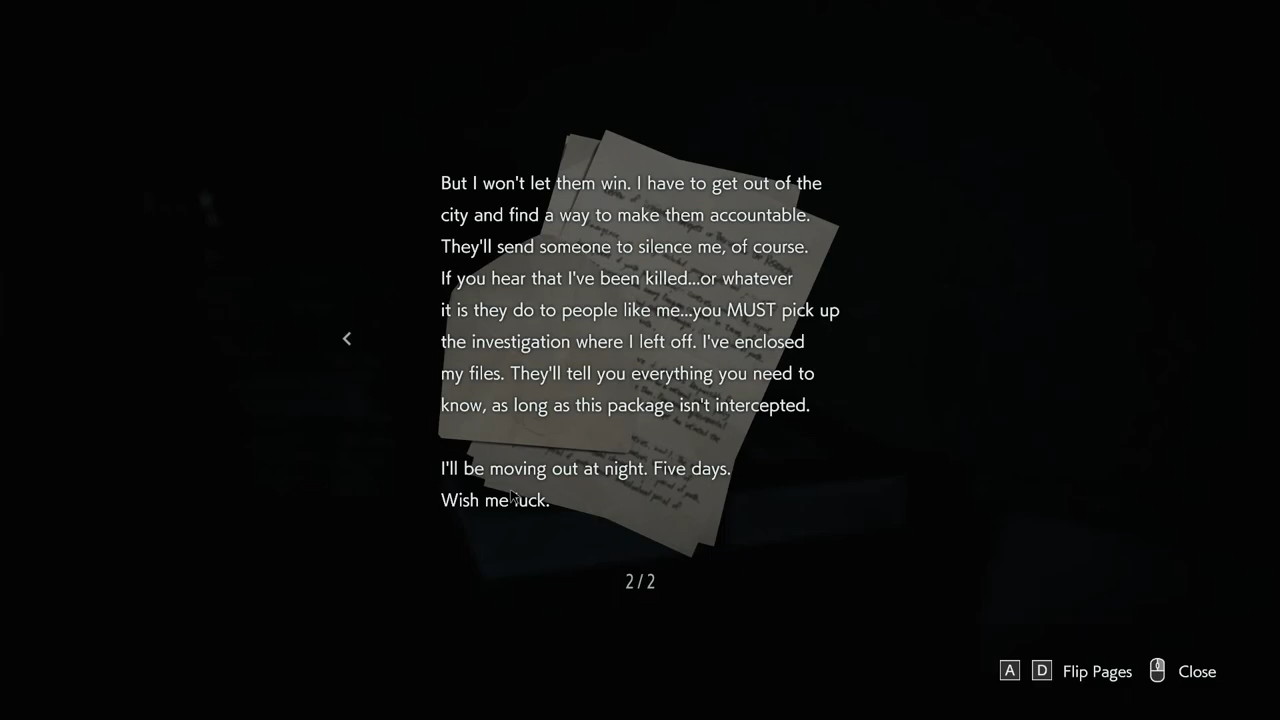 But I won't let them win. I have to get out of the
city and find a way to make them accountable.
They'll send someone to silence me, of course.
If you hear that I've been killed...or whatever
it is they do to people like me...you MUST pick up
the investigation where I left off. I've enclosed
my files. They'll tell you everything you need to
know, as long as this package isn't intercepted.
I'll be moving out at night. Five days.
Wish me luck.
2 / 2
A D Flip Pages Close